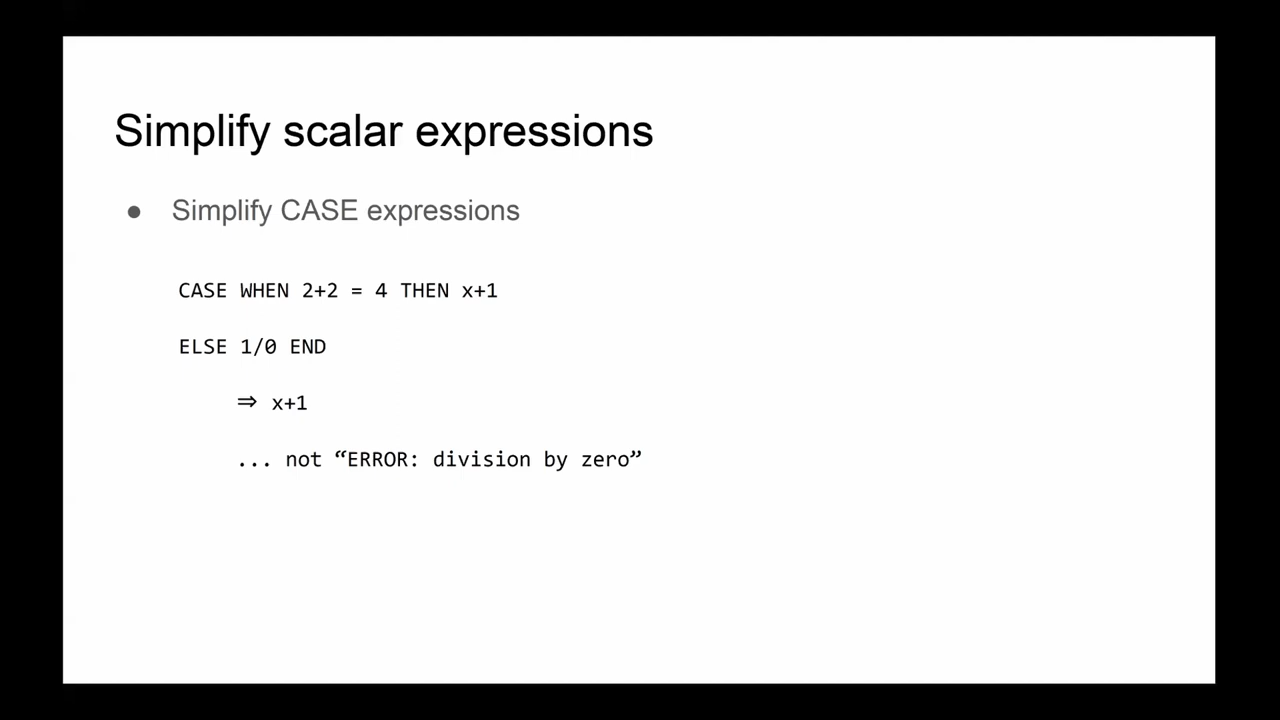 Simplify scalar expressions
● Simplify CASE expressions
CASE WHEN 2+2 = 4 THEN x+1
ELSE 1/0 END
⇒ x+1
... not “ERROR: division by zero”